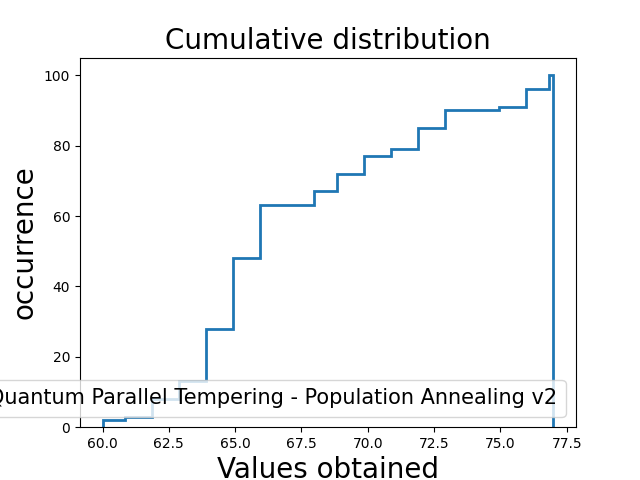 Cumulative distribution
occurrence
100
80
60
40
20
0
Quantum Parallel Tempering - Population Annealing v2
60.0 62.5 65.0 67.5 70.0 72.5 75.0 77.5
Values obtained